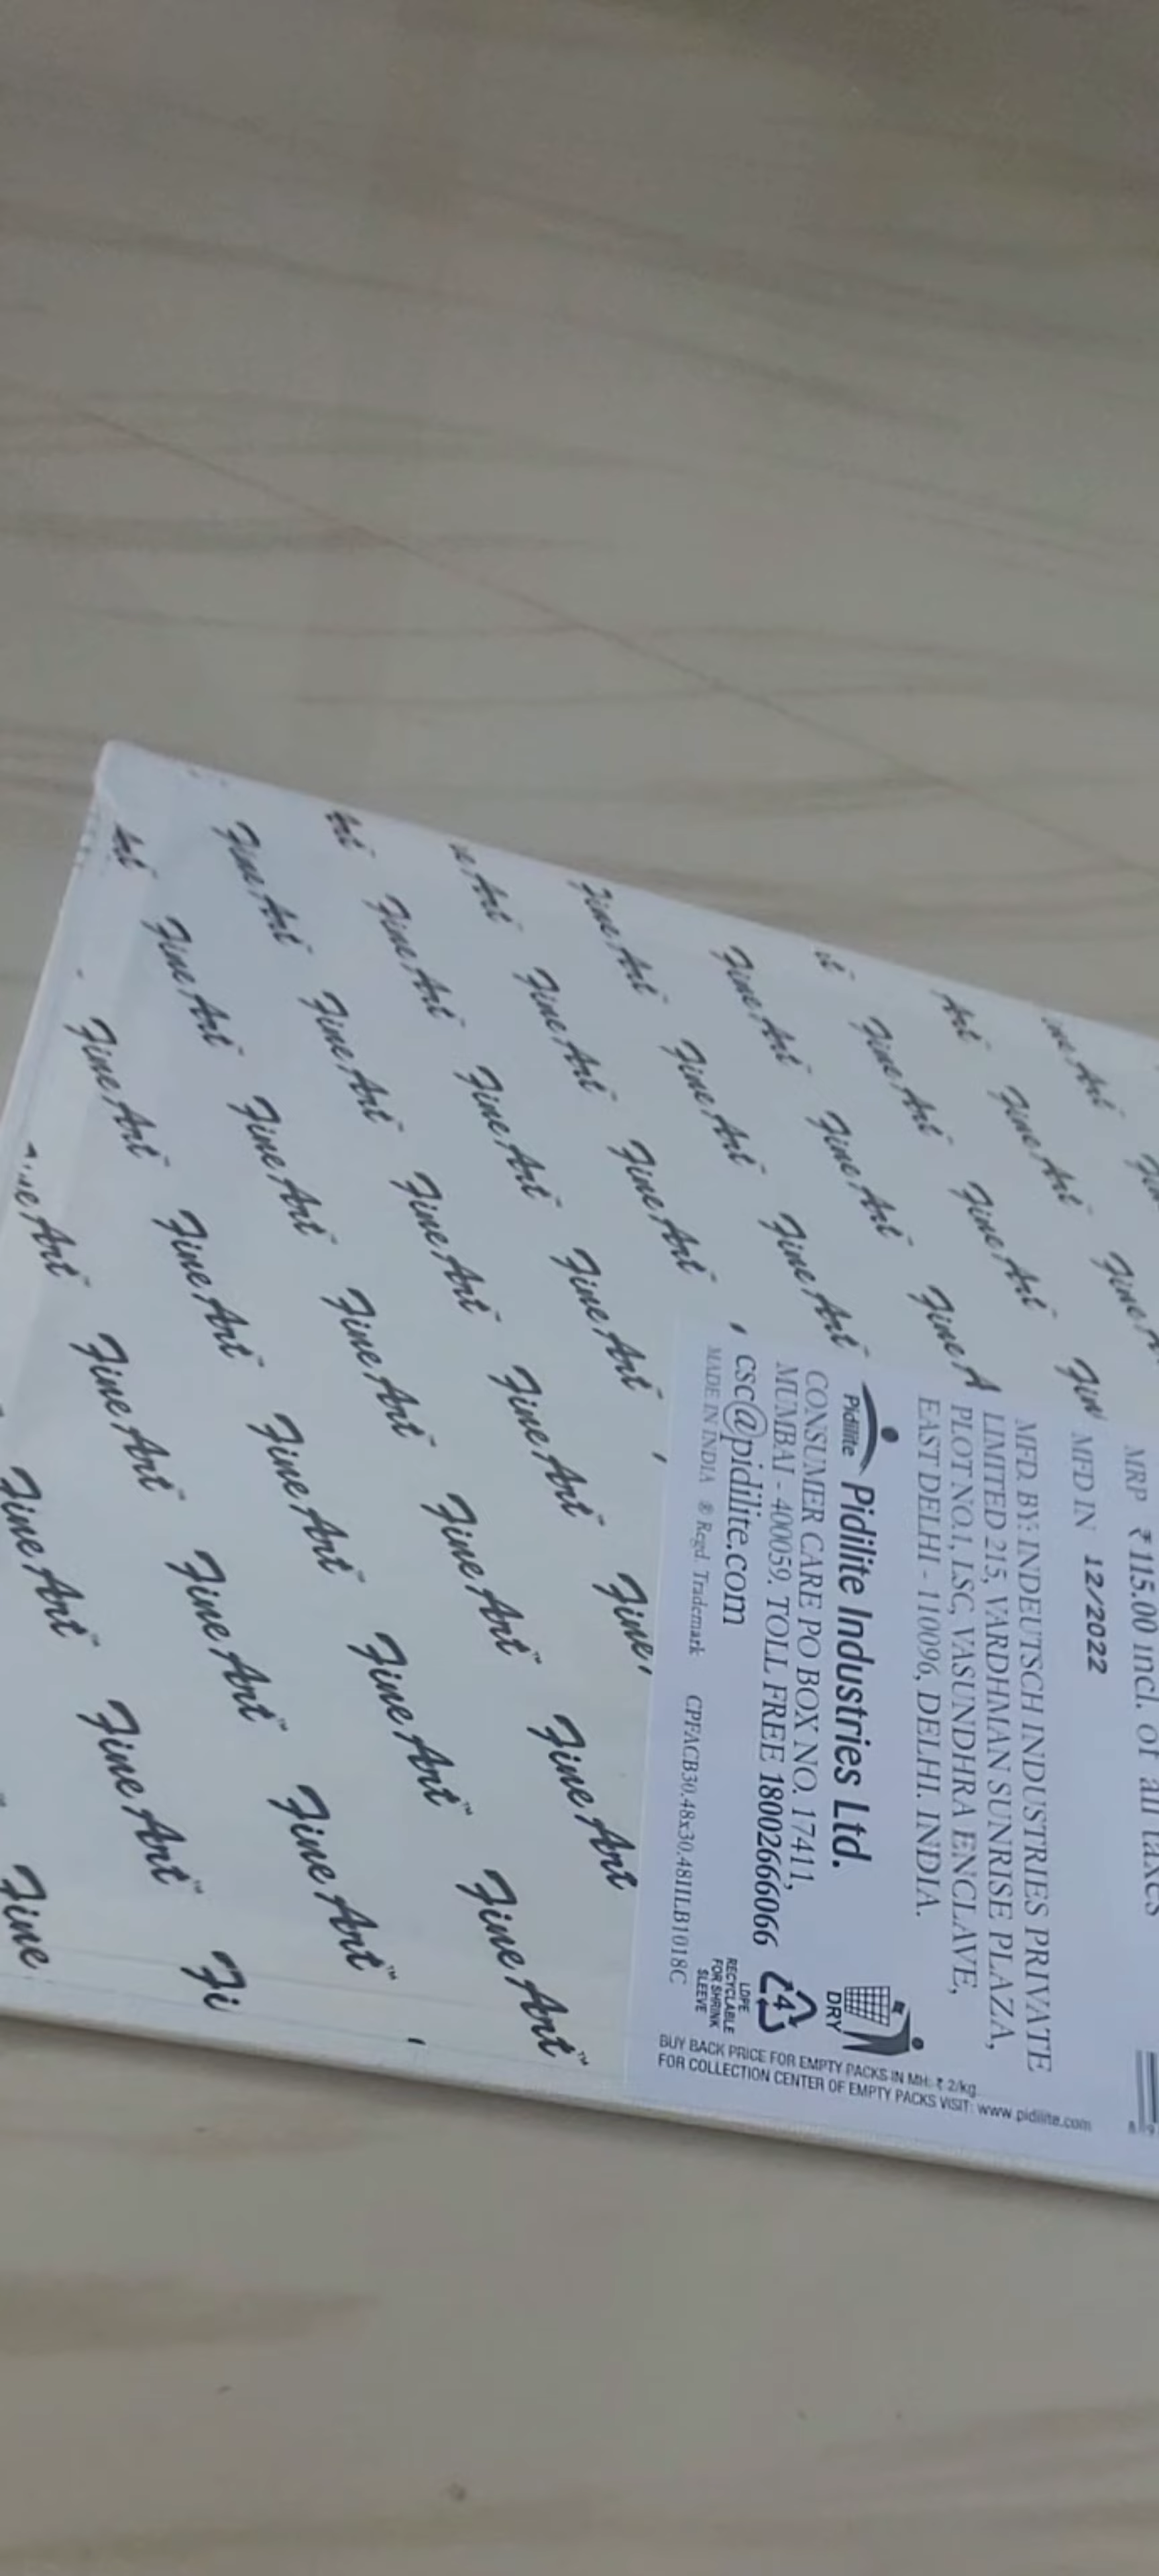 Fine Art™
MRP ₹ 115.00 incl. of all taxes
MFD IN 12/2022
MFD. BY: INDEUTSCH INDUSTRIES PRIVATE
LIMITED 215, VARDHMAN SUNRISE PLAZA,
PLOT NO.1, LSC, VASUNDHRA ENCLAVE,
EAST DELHI - 110096, DELHI. INDIA.
Pidilite
Pidilite Industries Ltd.
CONSUMER CARE PO BOX NO. 17411,
MUMBAI - 400059. TOLL FREE 18002666066
csc@pidilite.com
MADE IN INDIA ® Regd. Trademark CPFACB30.48x30.48IILB1018C
DRY
4
LDPE
RECYCLABLE
FOR SHRINK
SLEEVE
BUY BACK PRICE FOR EMPTY PACKS IN MH: ₹ 2/kg
FOR COLLECTION CENTER OF EMPTY PACKS VISIT: www.pidilite.com